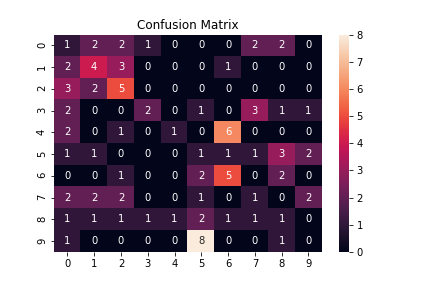 Confusion Matrix
0 1 2 2 1 0 0 0 2 2 0
1 2 4 3 0 0 0 1 0 0 0
2 3 2 5 0 0 0 0 0 0 0
3 2 0 0 2 0 1 0 3 1 1
4 2 0 1 0 1 0 6 0 0 0
5 1 1 0 0 0 1 1 1 3 2
6 0 0 1 0 0 2 5 0 2 0
7 2 2 2 0 0 1 0 1 0 2
8 1 1 1 1 1 2 1 1 1 0
9 1 0 0 0 0 8 0 0 1 0
0 1 2 3 4 5 6 7 8 9
8
7
6
5
4
3
2
1
0